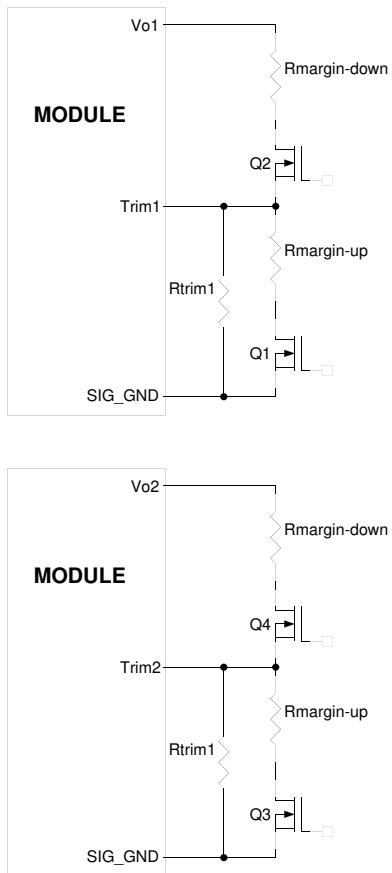 Vo1
Rmargin-down
MODULE
Q2
Trim1
Rmargin-up
Rtrim1
Q1
SIG_GND
Vo2
Rmargin-down
MODULE
Q4
Trim2
Rmargin-up
Rtrim1
Q3
SIG_GND